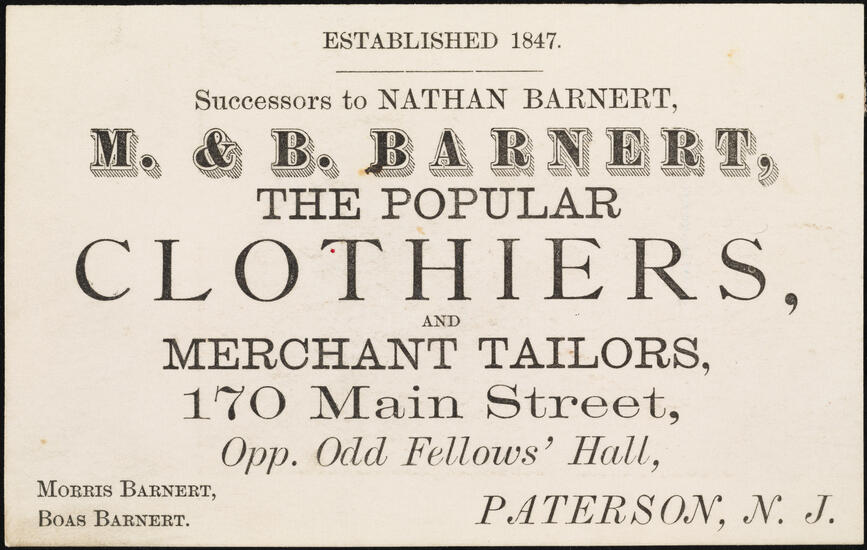 ESTABLISHED 1847.
Successors to NATHAN BARNERT,
M. & B. BARNERT,
THE POPULAR
CLOTHIERS,
AND
MERCHANT TAILORS,
170 Main Street,
Opp. Odd Fellows' Hall,
MORRIS BARNERT,
BOAS BARNERT.
PATERSON, N. J.